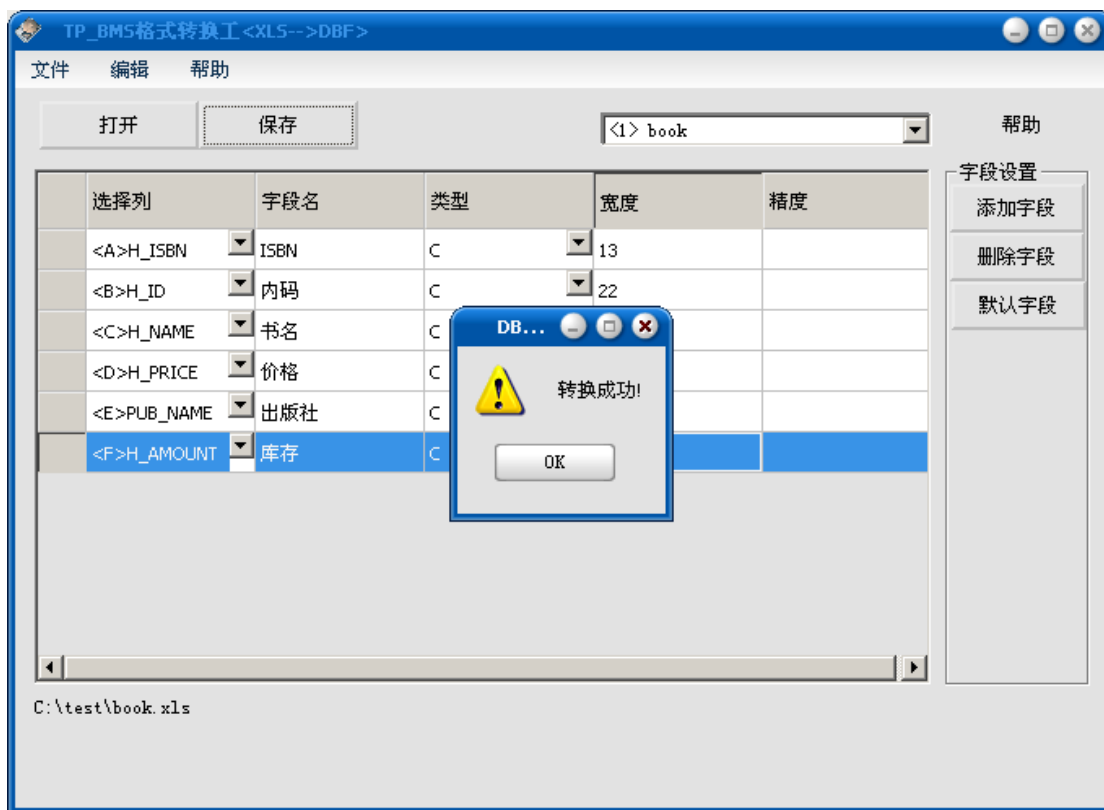 TP_BMS格式转换工<XLS-->DBF>
文件 编辑 帮助
打开 保存 <1> book 帮助
字段设置
选择列 字段名 类型 宽度 精度 添加字段
<A>H_ISBN ISBN C 13 删除字段
<B>H_ID 内码 C 22 默认字段
<C>H_NAME 书名 C
<D>H_PRICE 价格 C
<E>PUB_NAME 出版社 C
<F>H_AMOUNT 库存 C
DB...
转换成功!
OK
C:\test\book.xls